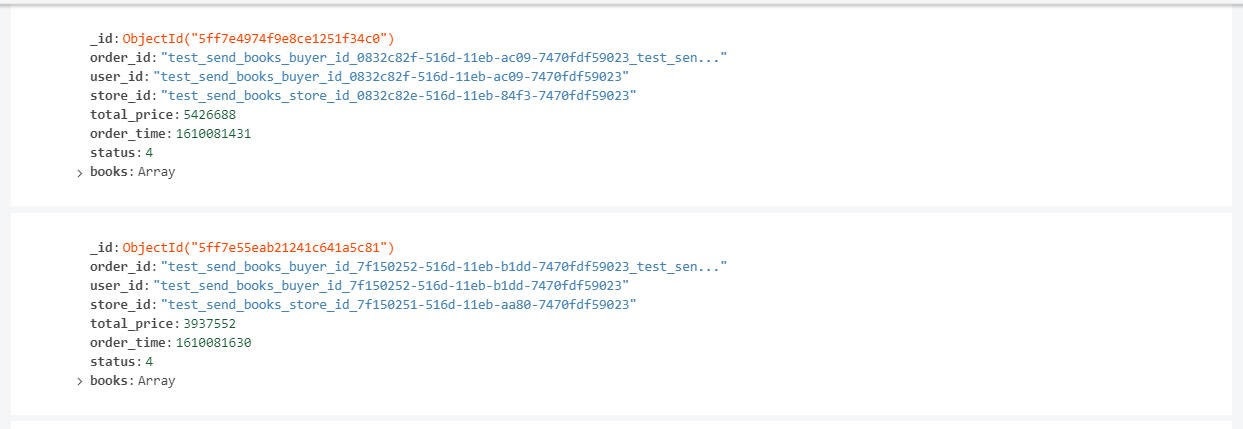 _id: ObjectId("5ff7e4974f9e8ce1251f34c0")
order_id: "test_send_books_buyer_id_0832c82f-516d-11eb-ac09-7470fdf59023_test_sen..."
user_id: "test_send_books_buyer_id_0832c82f-516d-11eb-ac09-7470fdf59023"
store_id: "test_send_books_store_id_0832c82e-516d-11eb-84f3-7470fdf59023"
total_price: 5426688
order_time: 1610081431
status: 4
> books: Array
_id: ObjectId("5ff7e55eab21241c641a5c81")
order_id: "test_send_books_buyer_id_7f150252-516d-11eb-b1dd-7470fdf59023_test_sen..."
user_id: "test_send_books_buyer_id_7f150252-516d-11eb-b1dd-7470fdf59023"
store_id: "test_send_books_store_id_7f150251-516d-11eb-aa80-7470fdf59023"
total_price: 3937552
order_time: 1610081630
status: 4
> books: Array